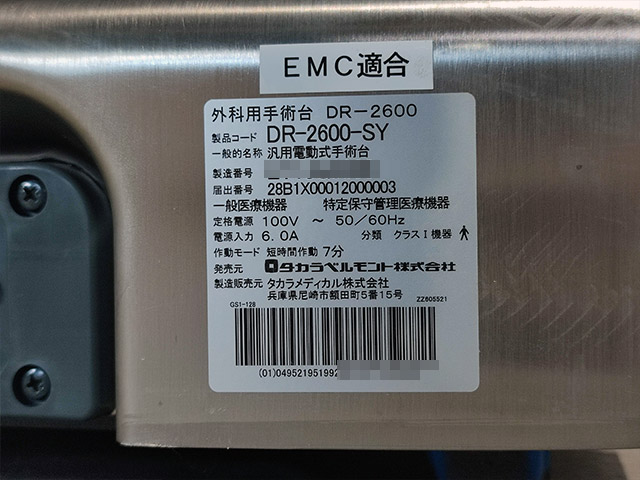 EMC適合
外科用手術台 DR-2600
製品コード DR-2600-SY
一般的名称 汎用電動式手術台
製造番号
届出番号 28B1X00012000003
一般医療機器 特定保守管理医療機器
定格電源 100V ～ 50/60Hz
電源入力 6.0A 分類 クラスⅠ機器
作動モード 短時間作動 7分
発売元 タカラベルモント株式会社
製造販売元 タカラメディカル株式会社
兵庫県尼崎市額田町5番15号
GS1-128 ZZ805521
(01)049521951992